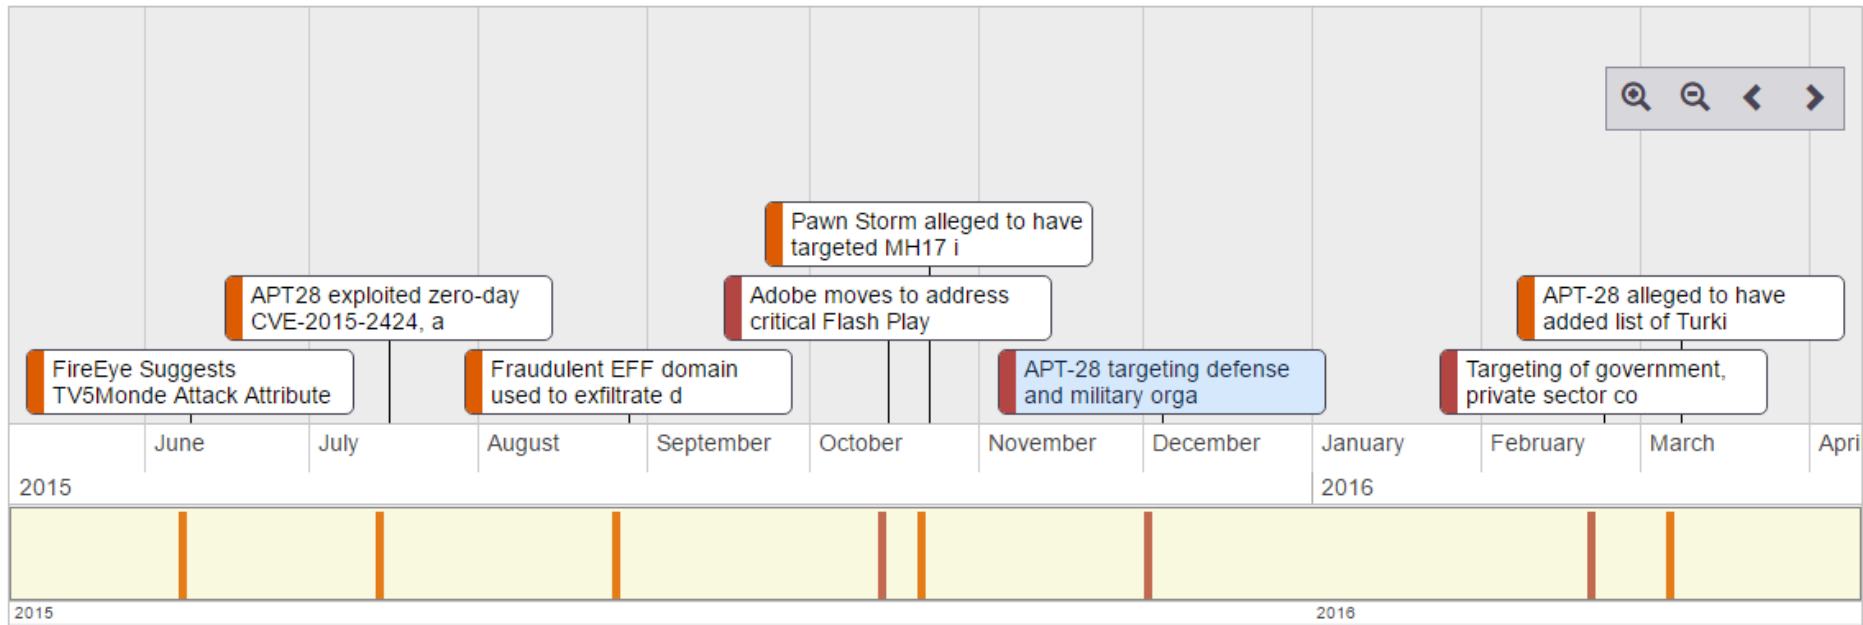 Pawn Storm alleged to have
targeted MH17 i
APT28 exploited zero-day
CVE-2015-2424, a
Adobe moves to address
critical Flash Play
APT-28 alleged to have
added list of Turki
FireEye Suggests
TV5Monde Attack Attribute
Fraudulent EFF domain
used to exfiltrate d
APT-28 targeting defense
and military orga
Targeting of government,
private sector co
June July August September October November December January February March Apri
2015 2016
2015 2016